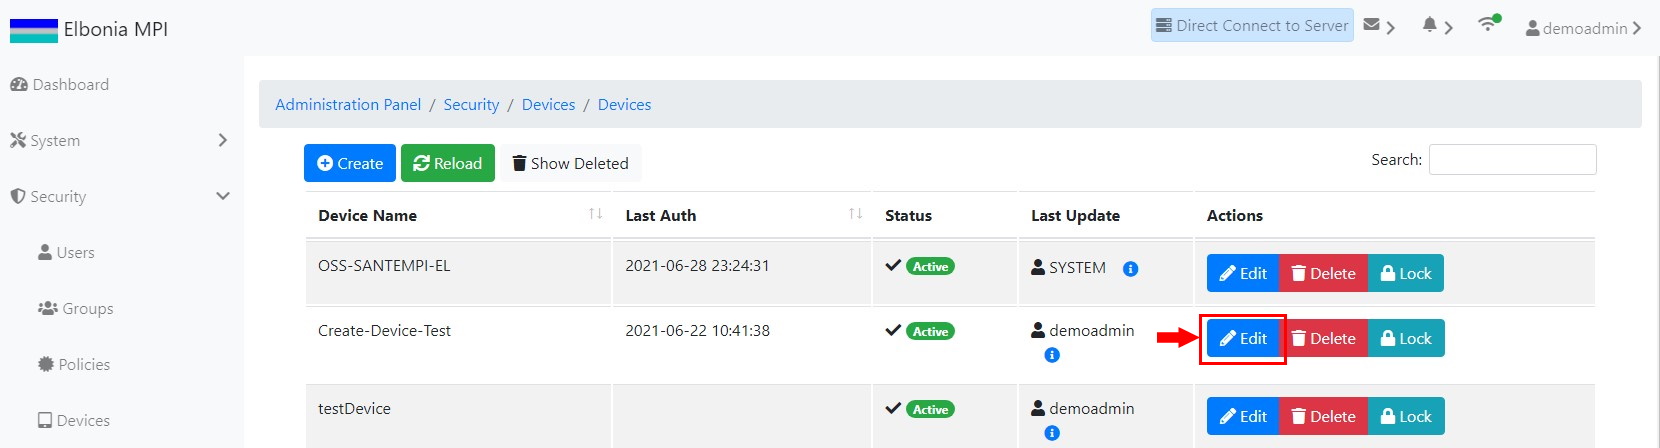 Elbonia MPI
Direct Connect to Server
demoadmin
Dashboard
System
Security
Users
Groups
Policies
Devices
Administration Panel / Security / Devices / Devices
Create
Reload
Show Deleted
Search:
Device Name Last Auth Status Last Update Actions
OSS-SANTEMPI-EL 2021-06-28 23:24:31 Active SYSTEM Edit Delete Lock
Create-Device-Test 2021-06-22 10:41:38 Active demoadmin Edit Delete Lock
testDevice Active demoadmin Edit Delete Lock